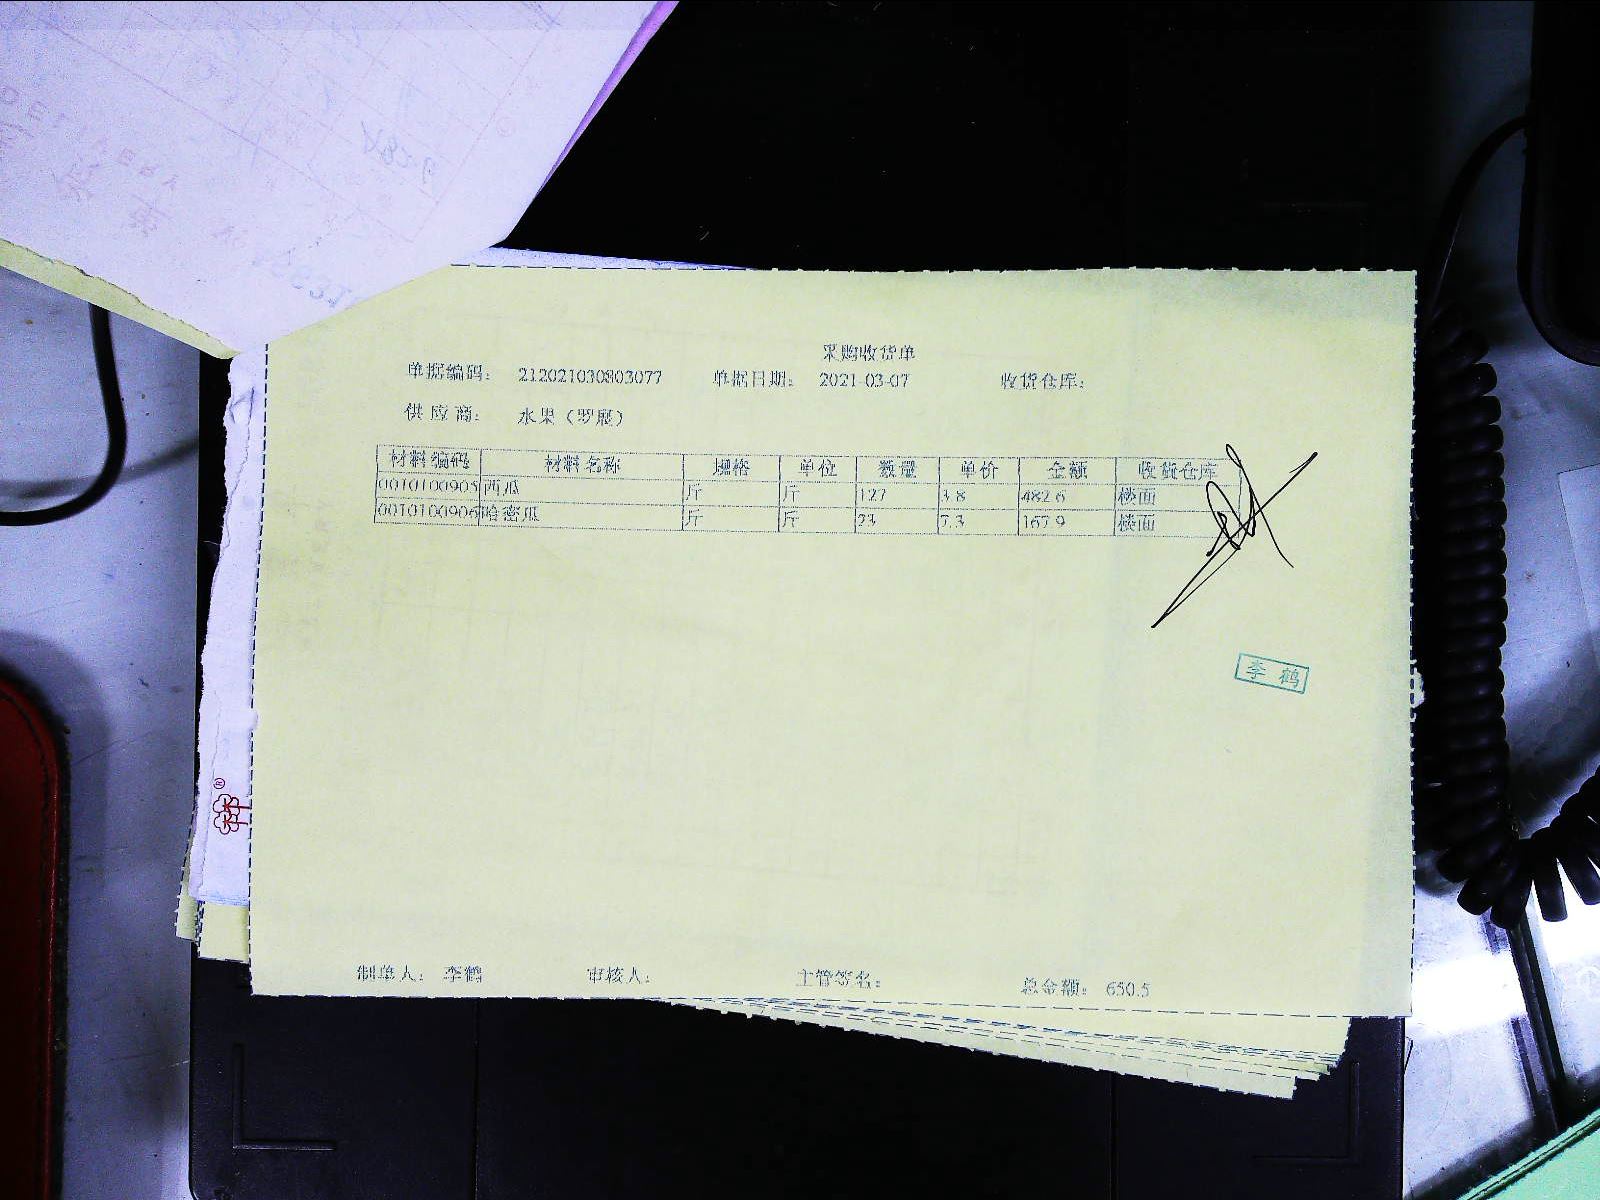 采购收货单
单据编码: 212021030803077 单据日期: 2021-03-07 收货仓库:
供应商: 水果（罗展）
材料编码 材料名称 规格 单位 数量 单价 金额 收货仓库
0010100905 西瓜 斤 斤 127 3.8 482.6 楼面
0010100906 哈密瓜 斤 斤 23 7.3 167.9 楼面
李鹤
制单人: 李鹤 审核人: 主管签名: 总金额: 650.5